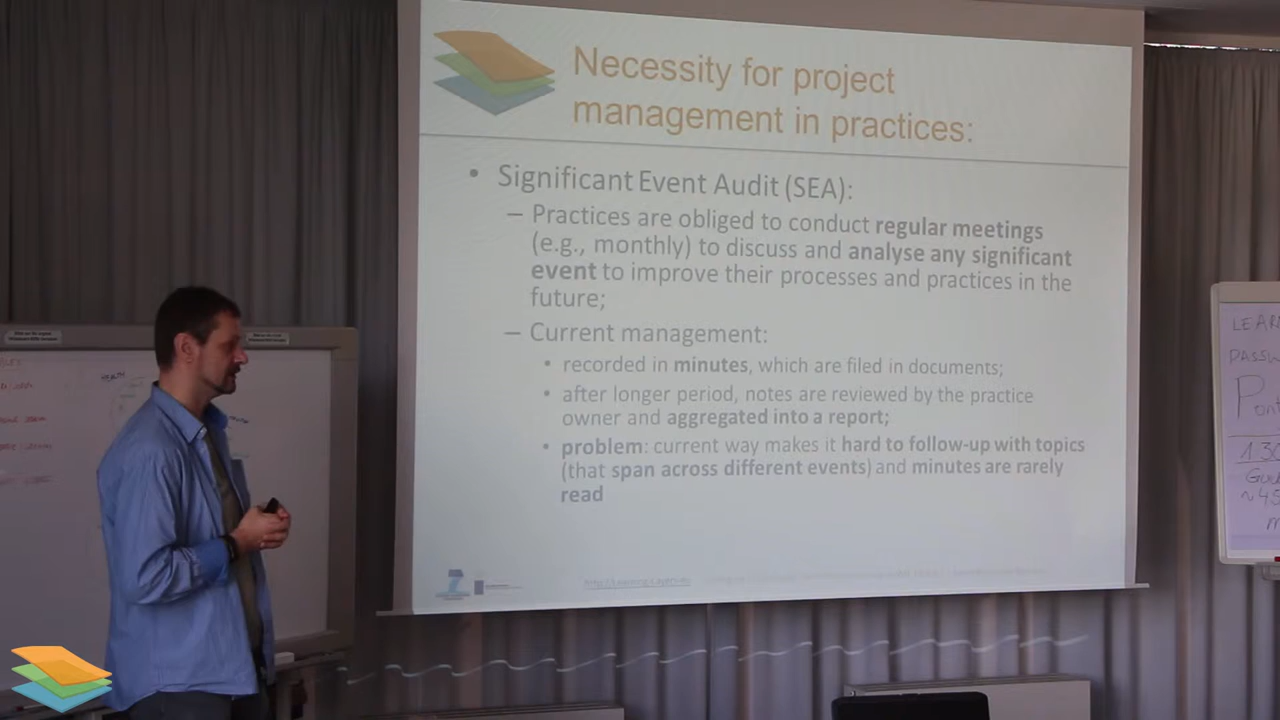 Necessity for project
management in practices:
• Significant Event Audit (SEA):
– Practices are obliged to conduct regular meetings
(e.g., monthly) to discuss and analyse any significant
event to improve their processes and practices in the
future;
– Current management:
• recorded in minutes, which are filed in documents;
• after longer period, notes are reviewed by the practice
owner and aggregated into a report;
• problem: current way makes it hard to follow-up with topics
(that span across different events) and minutes are rarely
read
LEAR
PASSW
1.30